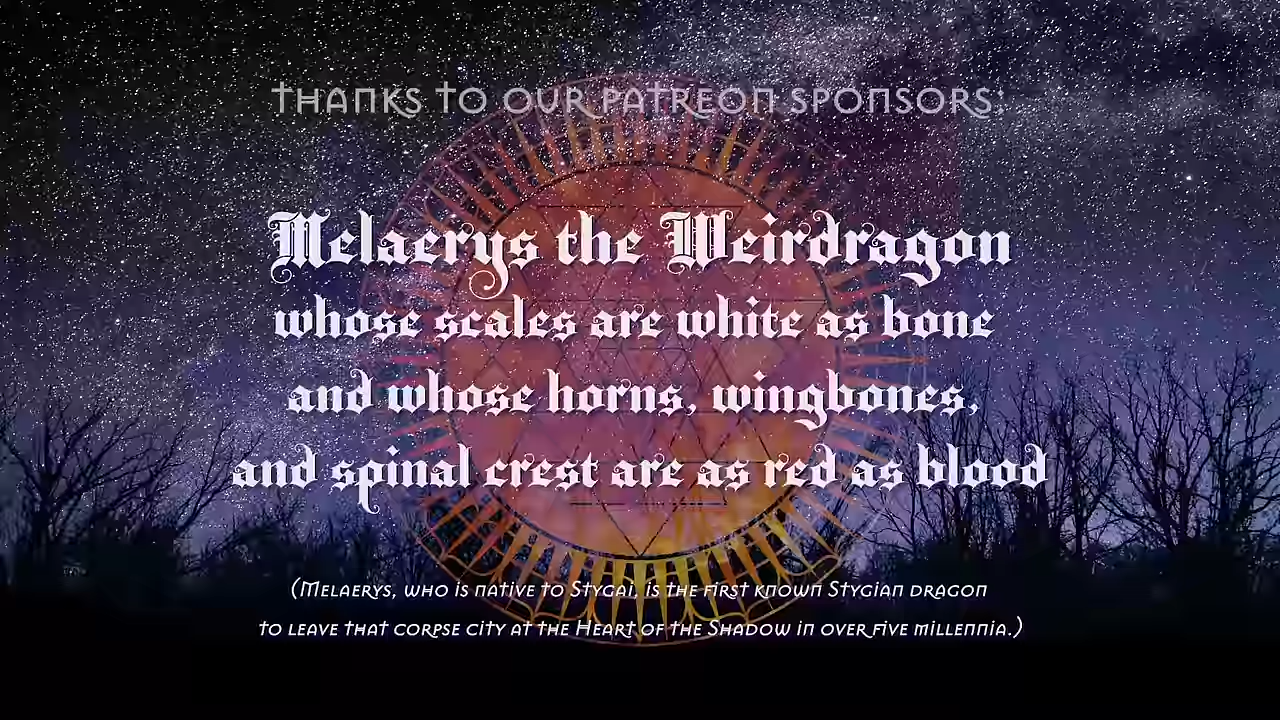 THANKS TO OUR PATREON SPONSORS:
Melaerys the Weirdragon
whose scales are white as bone
and whose horns, wingbones,
and spinal crest are as red as blood
(Melaerys, who is native to Stygai, is the first known Stygian dragon
to leave that corpse city at the Heart of the Shadow in over five millennia.)